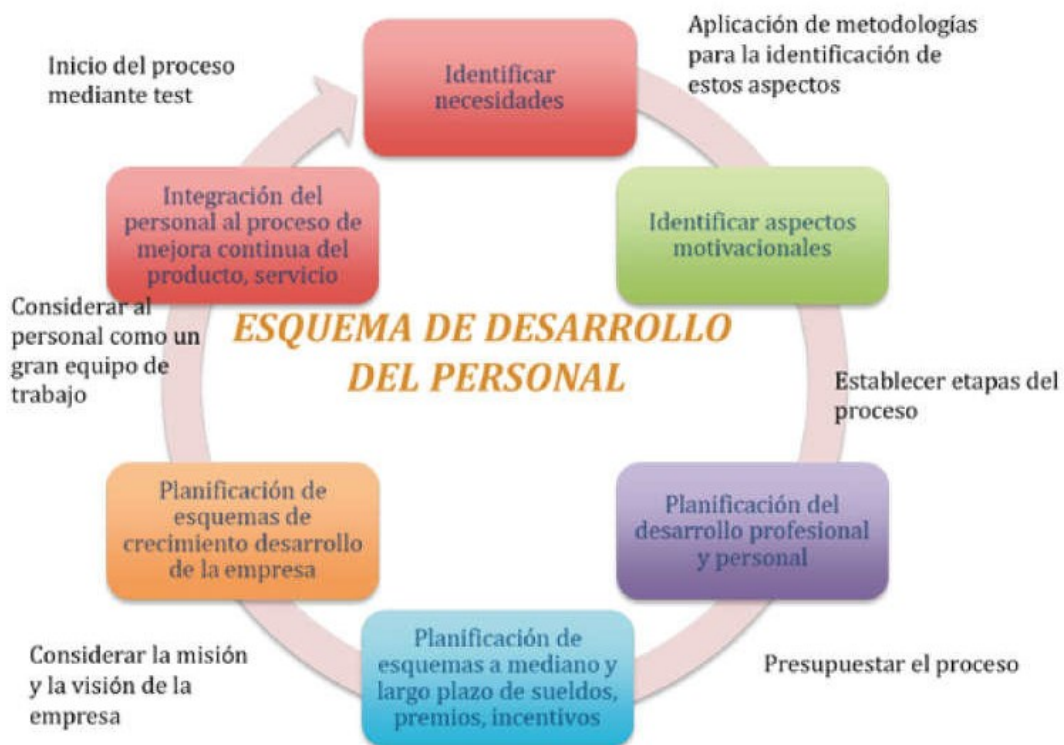 Inicio del proceso
mediante test
Identificar
necesidades
Aplicación de metodologías
para la identificación de
estos aspectos
Identificar aspectos
motivacionales
Establecer etapas del
proceso
Planificación del
desarrollo profesional
y personal
Presupuestar el proceso
Planificación de
esquemas a mediano y
largo plazo de sueldos,
premios, incentivos
Considerar la misión
y la visión de la
empresa
Planificación de
esquemas de
crecimiento desarrollo
de la empresa
Considerar al
personal como un
gran equipo de
trabajo
Integración del
personal al proceso de
mejora continua del
producto, servicio
ESQUEMA DE DESARROLLO
DEL PERSONAL